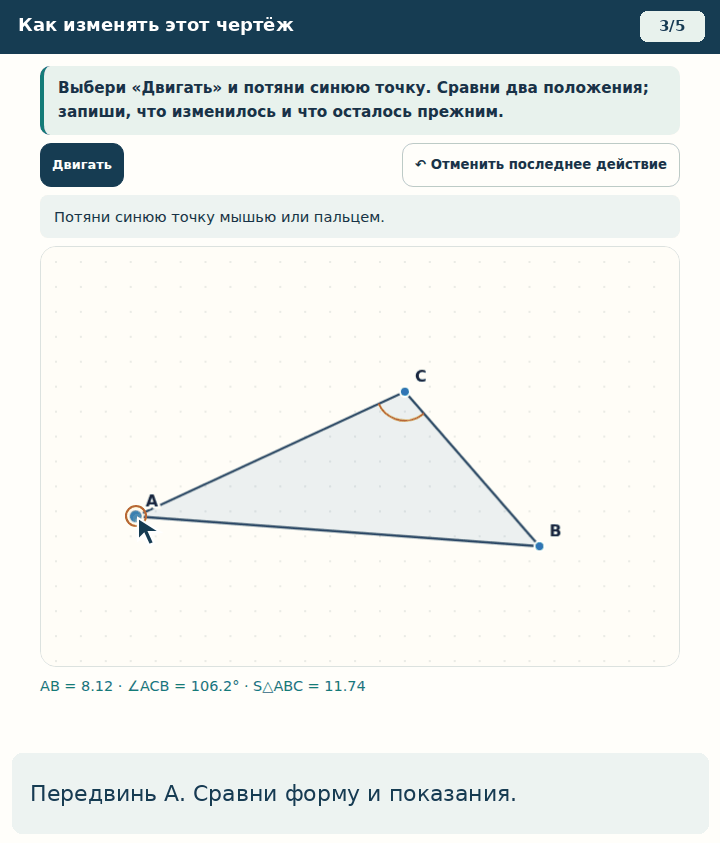 Как изменять этот чертёж
3/5
Выбери «Двигать» и потяни синюю точку. Сравни два положения;
запиши, что изменилось и что осталось прежним.
Двигать
↶ Отменить последнее действие
Потяни синюю точку мышью или пальцем.
C
A
B
AB = 8.12 · ∠ACB = 106.2° · S△ABC = 11.74
Передвинь A. Сравни форму и показания.